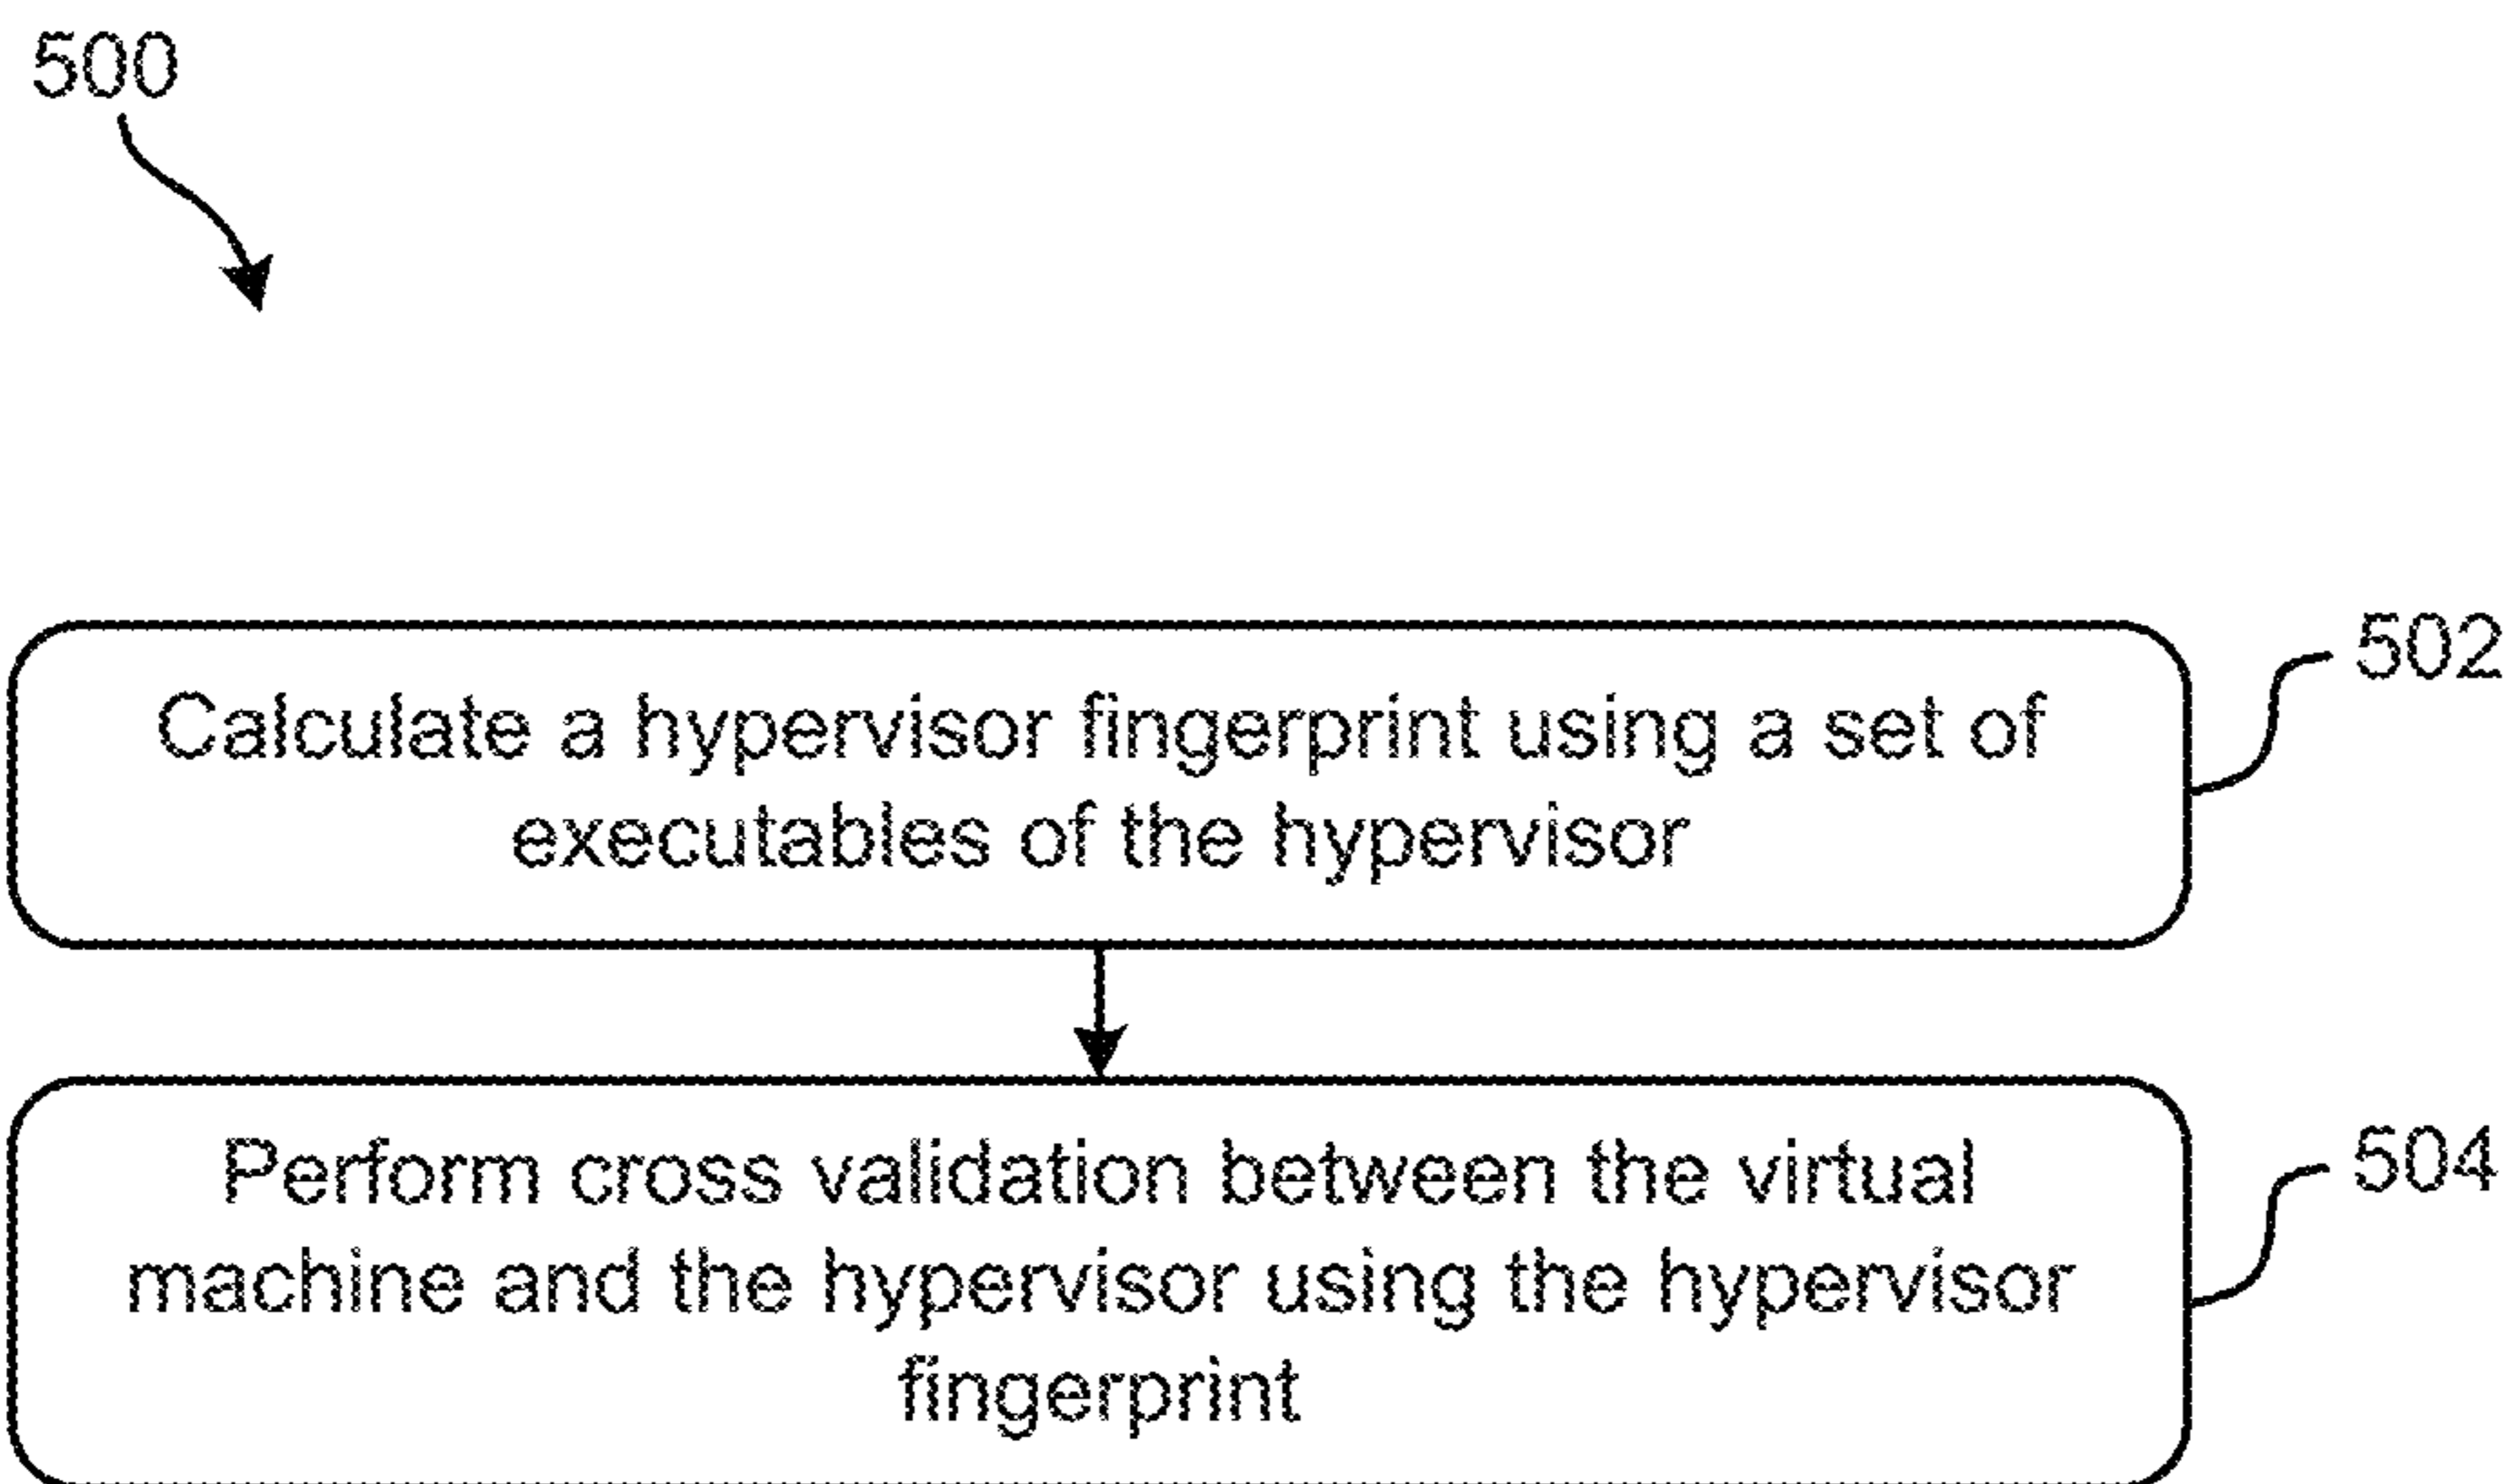 500
502
Calculate a hypervisor fingerprint using a set of
executables of the hypervisor
504
Perform cross validation between the virtual
machine and the hypervisor using the hypervisor
fingerprint